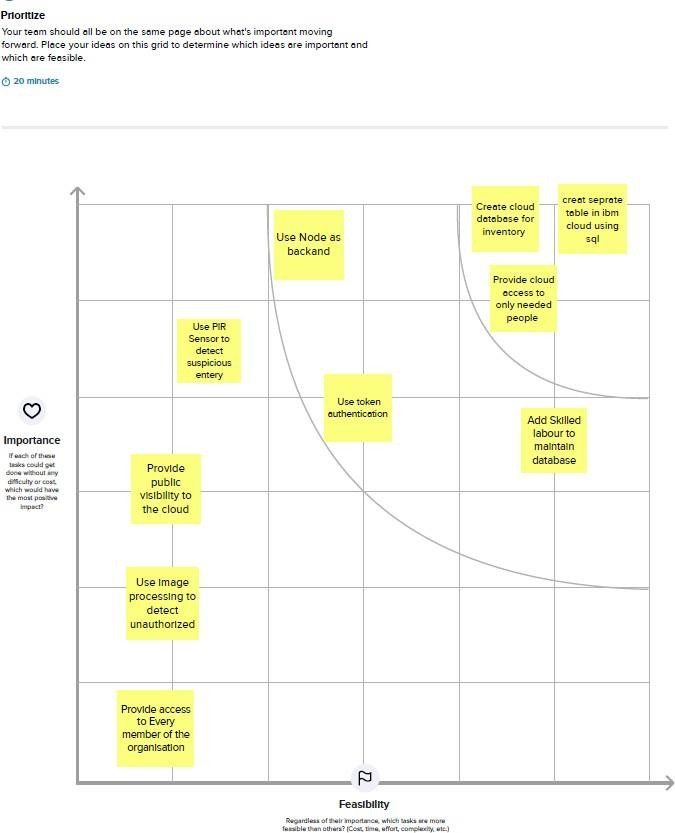 Prioritize
Your team should all be on the same page about what's important moving
forward. Place your ideas on this grid to determine which ideas are important and
which are feasible.
20 minutes
Create cloud
database for
inventory
creat seprate
table in ibm
cloud using
sql
Use Node as
backand
Provide cloud
access to
only needed
people
Use PIR
Sensor to
detect
suspicious
entery
Use token
authentication
Add Skilled
labour to
maintain
database
Importance
If each of these
tasks could get
done without any
difficulty or cost,
which would have
the most positive
impact?
Provide
public
visibility to
the cloud
Use Image
processing to
detect
unauthorized
Provide access
to Every
member of the
organisation
Feasibility
Regardless of their importance, which tasks are more
feasible than others? (Cost, time, effort, complexity, etc.)